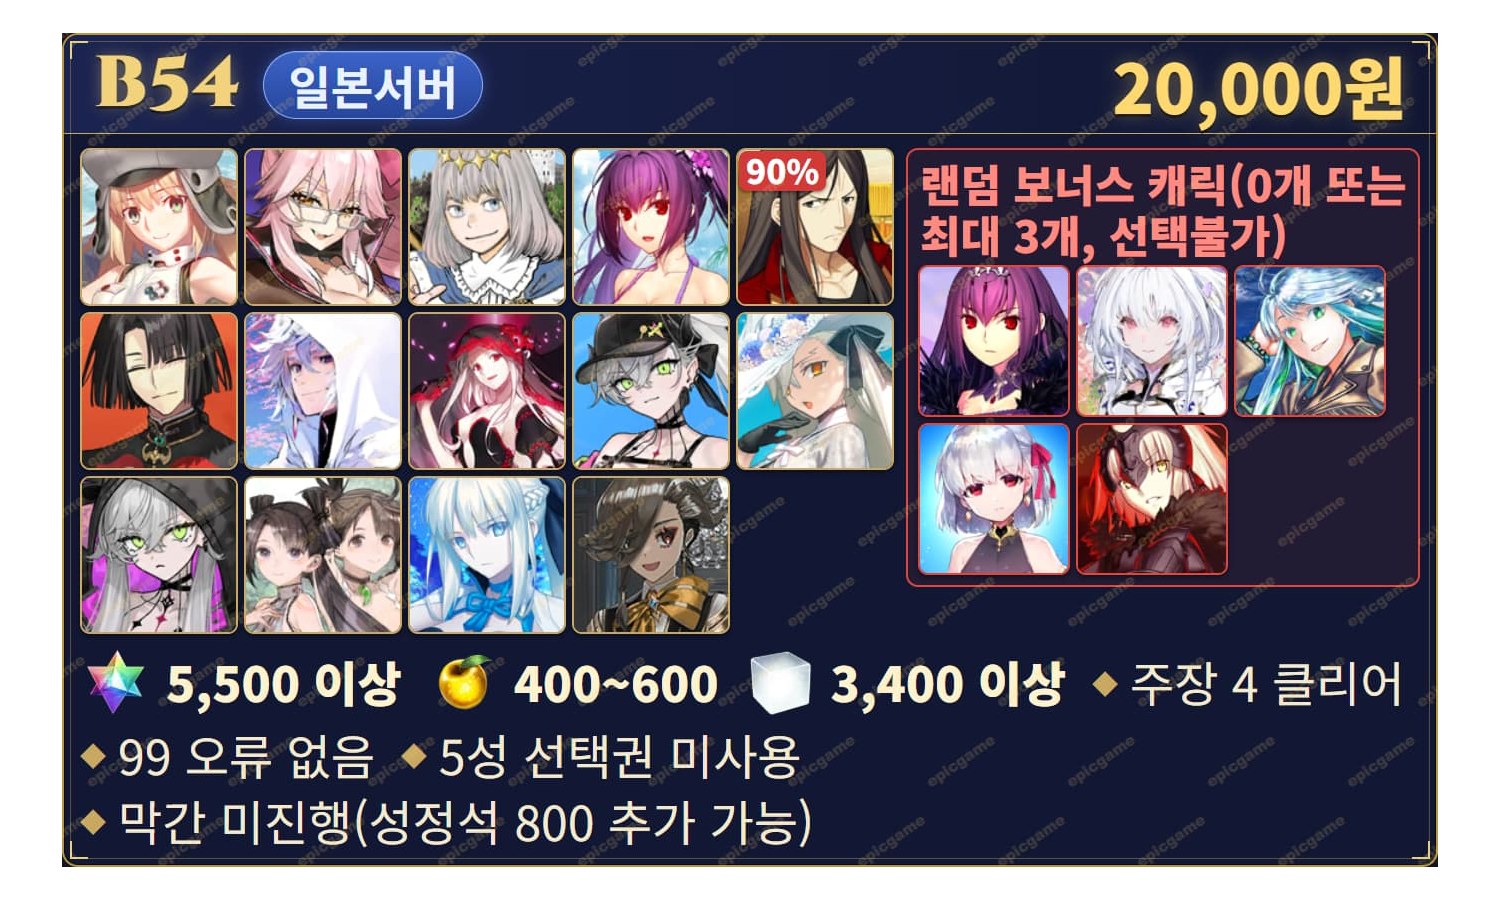 B54 일본서버 20,000원
90%
랜덤 보너스 캐릭(0개 또는
최대 3개, 선택불가)
5,500 이상 400~600 3,400 이상 ◆ 주장 4 클리어
◆ 99 오류 없음 ◆ 5성 선택권 미사용
◆ 막간 미진행(성정석 800 추가 가능)
epicgame